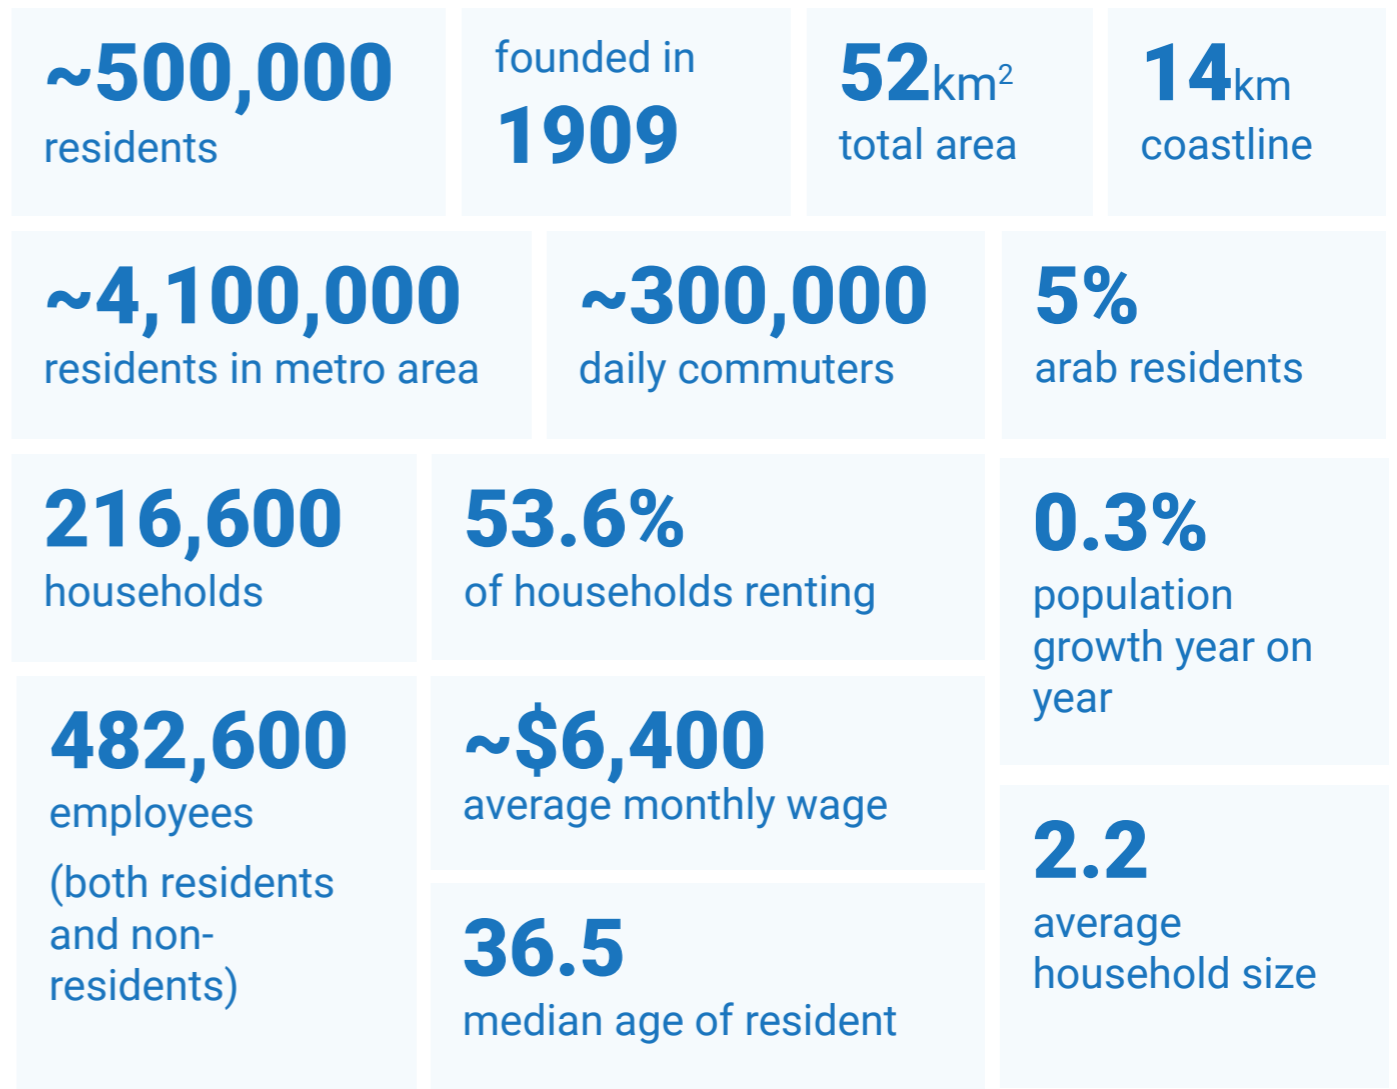 ~500,000
residents
founded in
1909
52km²
total area
14km
coastline
~4,100,000
residents in metro area
~300,000
daily commuters
5%
arab residents
216,600
households
53.6%
of households renting
0.3%
population
growth year on
year
482,600
employees
(both residents
and non-
residents)
~$6,400
average monthly wage
36.5
median age of resident
2.2
average
household size